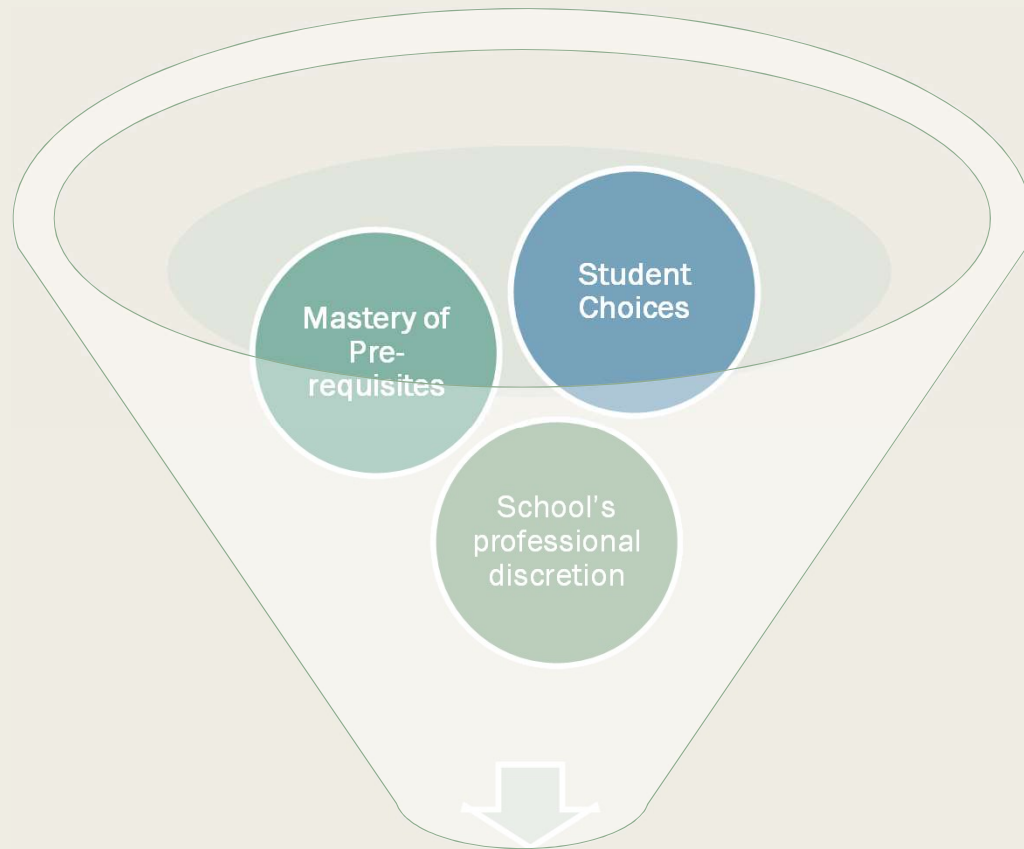 Mastery of
Pre-
requisites
Student
Choices
School's
professional
discretion